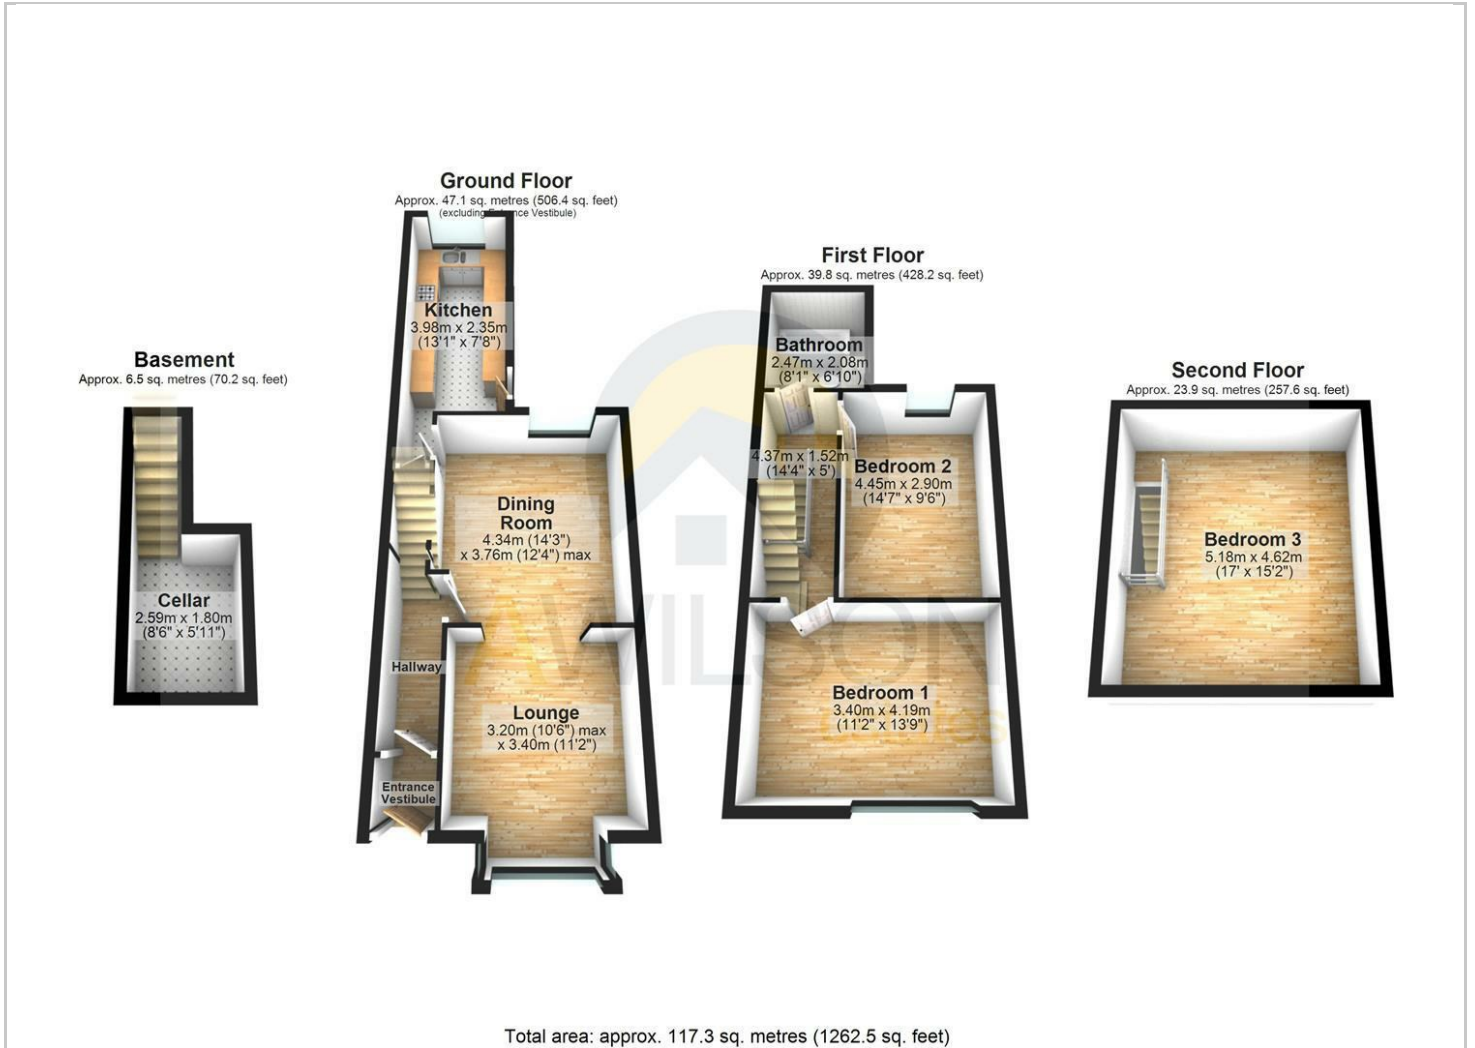 Ground Floor
Approx. 47.1 sq. metres (506.4 sq. feet)
(excluding Entrance Vestibule)
Kitchen
3.98m x 2.35m
(13'1" x 7'8")
Dining
Room
4.34m (14'3")
x 3.76m (12'4") max
Hallway
Lounge
3.20m (10'6") max
x 3.40m (11'2")
Entrance
Vestibule
Basement
Approx. 6.5 sq. metres (70.2 sq. feet)
Cellar
2.59m x 1.80m
(8'6" x 5'11")
First Floor
Approx. 39.8 sq. metres (428.2 sq. feet)
Bathroom
2.47m x 2.08m
(8'1" x 6'10")
4.37m x 1.52m
(14'4" x 5')
Bedroom 2
4.45m x 2.90m
(14'7" x 9'6")
Bedroom 1
3.40m x 4.19m
(11'2" x 13'9")
Second Floor
Approx. 23.9 sq. metres (257.6 sq. feet)
Bedroom 3
5.18m x 4.62m
(17' x 15'2")
AWILSON
Total area: approx. 117.3 sq. metres (1262.5 sq. feet)